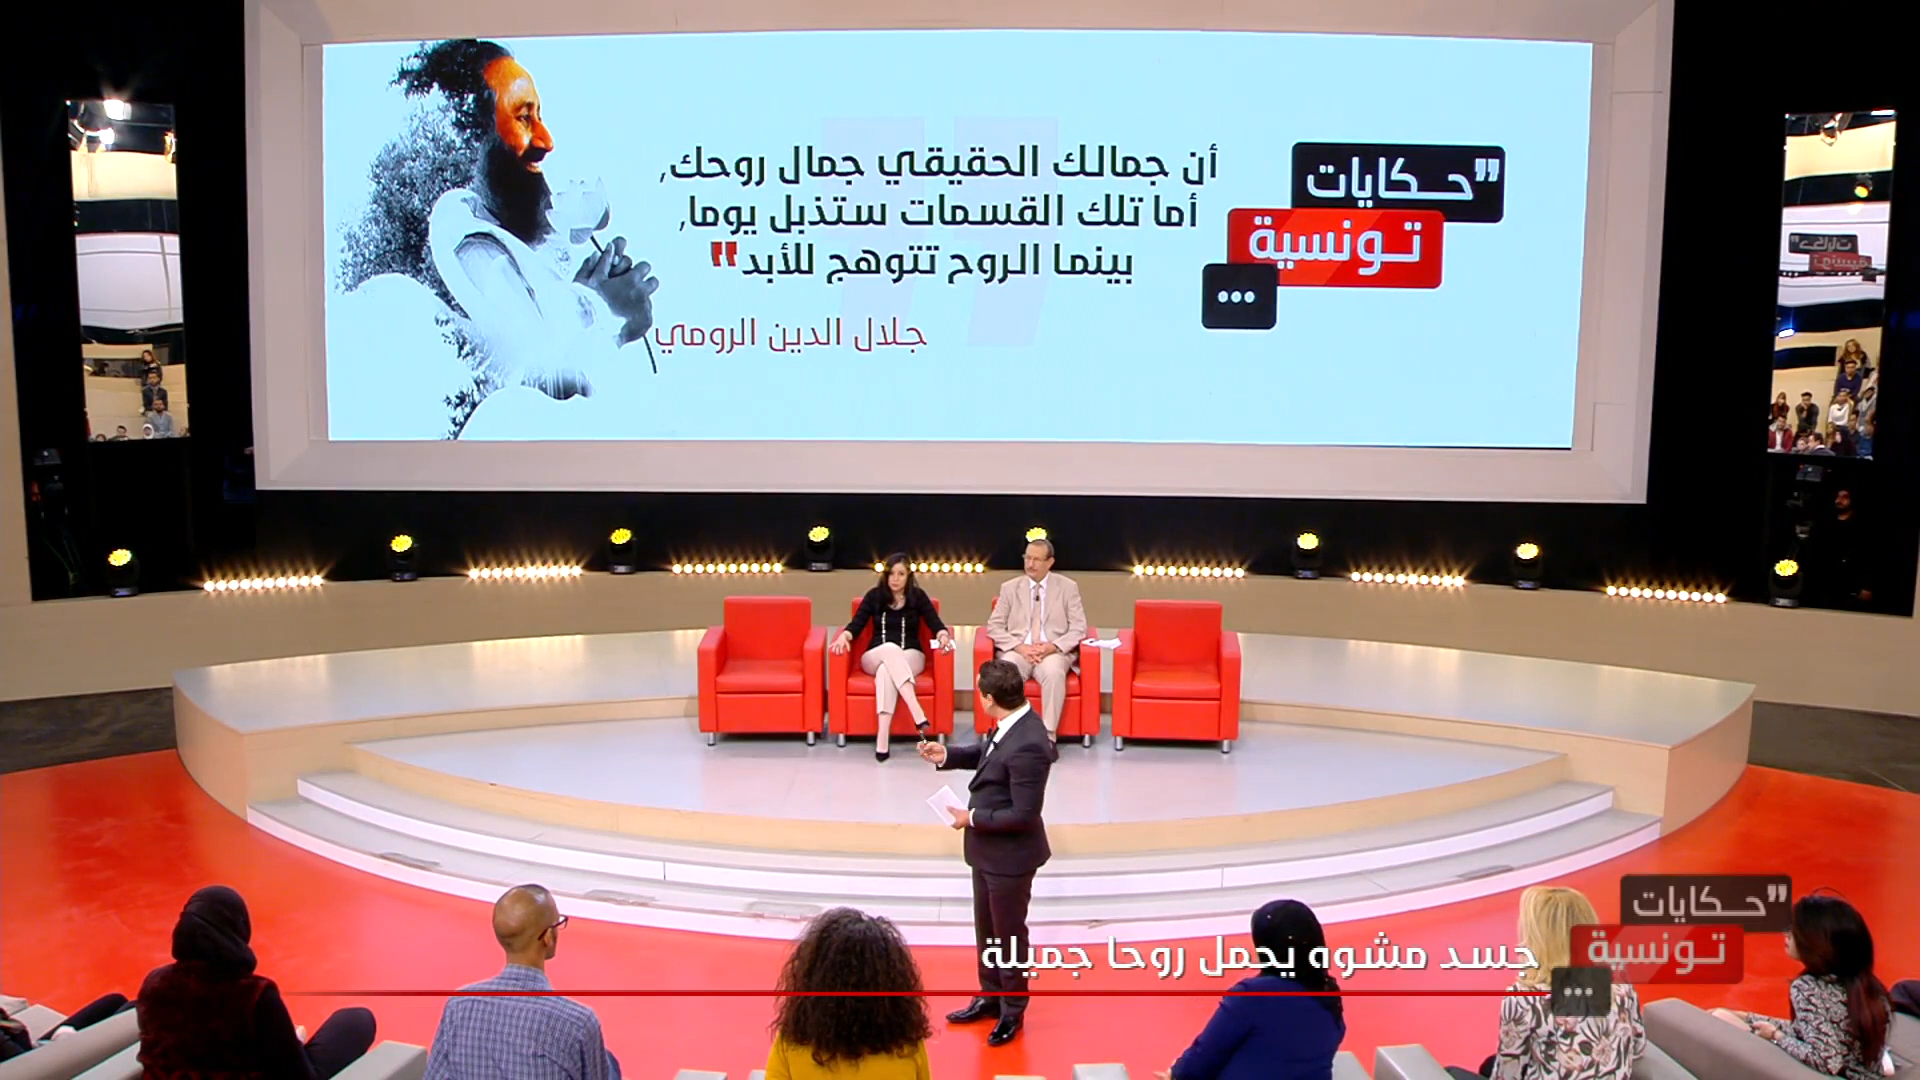 أن جمالك الحقيقي جمال روحك,
أما تلك القسمات ستذبل يوما,
بينما الروح تتوهج للأبد"
جلال الدين الرومي
"حكايات
تونسية
...
"حكايات
تونسية
...
جسد مشوه يحمل روحا جميلة